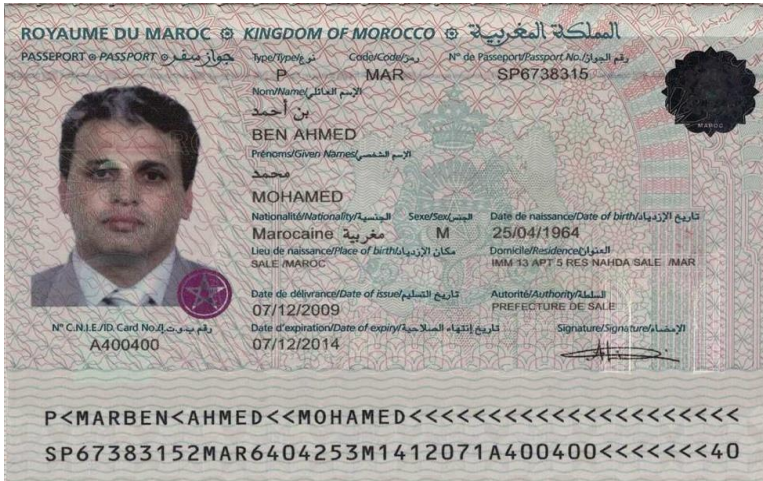 ROYAUME DU MAROC KINGDOM OF MOROCCO المملكة المغربية
PASSEPORT PASSPORT جواز سفر
Type/Type/نوع Code/Code/رمز N° de Passeport/Passport No./رقم الجواز
P MAR SP6738315
Nom/Name/الإسم العائلي
بن أحمد
BEN AHMED
Prénoms/Given Names/الإسم الشخصي
محمد
MOHAMED
Nationalité/Nationality/الجنسية Sexe/Sex/الجنس Date de naissance/Date of birth/تاريخ الإزدياد
Marocaine مغربية M 25/04/1964
Lieu de naissance/Place of birth/مكان الإزدياد Domicile/Residence/العنوان
SALE /MAROC IMM 13 APT 5 RES NAHDA SALE /MAR
Date de délivrance/Date of issue/تاريخ التسليم Autorité/Authority/السلطة
07/12/2009 PREFECTURE DE SALE
N° C.N.I.E./ID Card No./رقم ب.و.ت.إ Date d'expiration/Date of expiry/تاريخ إنتهاء الصلاحية Signature/Signature/الإمضاء
A400400 07/12/2014
MAROC
P<MARBEN<AHMED<<MOHAMED<<<<<<<<<<<<<<<<<<<<<
SP67383152MAR6404253M1412071A400400<<<<<<<40